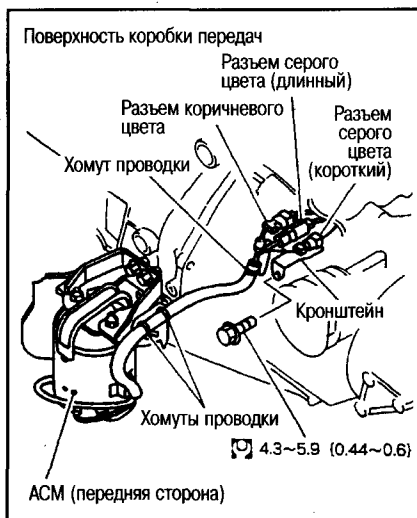 Поверхность коробки передач
Разъем серого
цвета (длинный)
Разъем коричневого
цвета
Разъем
серого
цвета
(короткий)
Хомут проводки
Кронштейн
Хомуты проводки
4.3~5.9 {0.44~0.6}
АСМ (передняя сторона)